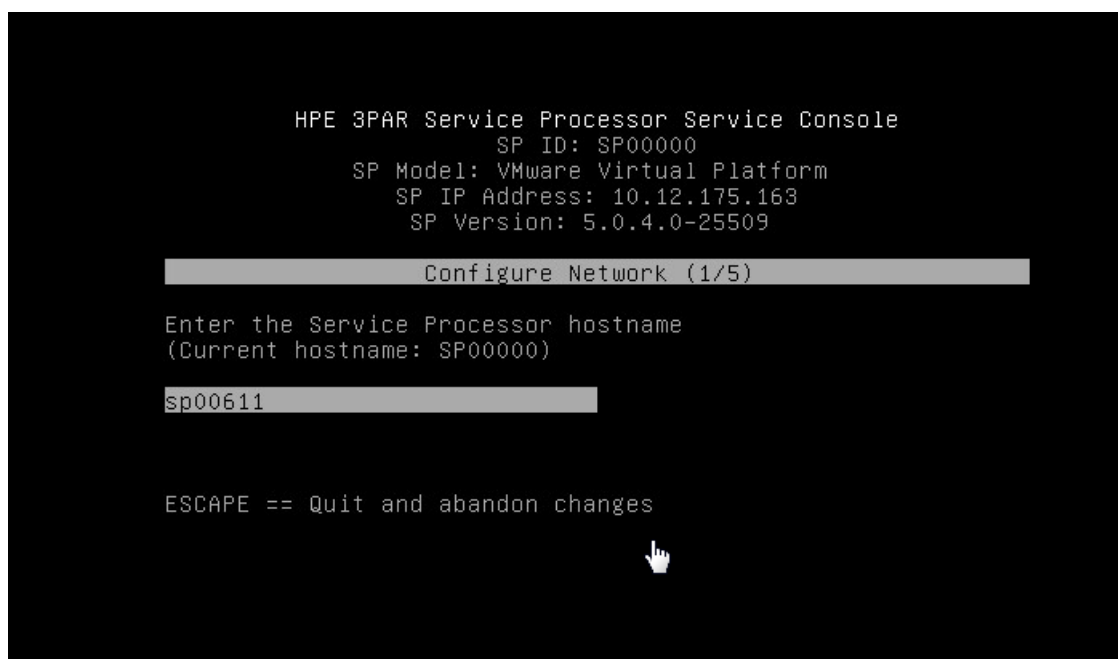 HPE 3PAR Service Processor Service Console
SP ID: SP00000
SP Model: VMware Virtual Platform
SP IP Address: 10.12.175.163
SP Version: 5.0.4.0-25509
Configure Network (1/5)
Enter the Service Processor hostname
(Current hostname: SP00000)
sp00611
ESCAPE == Quit and abandon changes